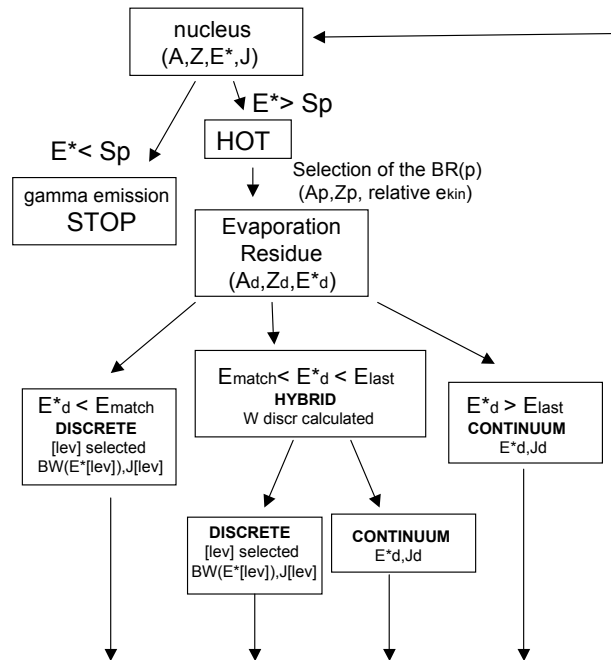 nucleus
(A,Z,E*,J)
E*> Sp
HOT
E*< Sp
gamma emission
STOP
Selection of the BR(p)
(Ap,Zp, relative ekin)
Evaporation
Residue
(Ad,Zd,E*d)
E*d < Ematch
DISCRETE
[lev] selected
BW(E*[lev]),J[lev]
Ematch< E*d < Elast
HYBRID
W discr calculated
E*d > Elast
CONTINUUM
E*d,Jd
DISCRETE
[lev] selected
BW(E*[lev]),J[lev]
CONTINUUM
E*d,Jd